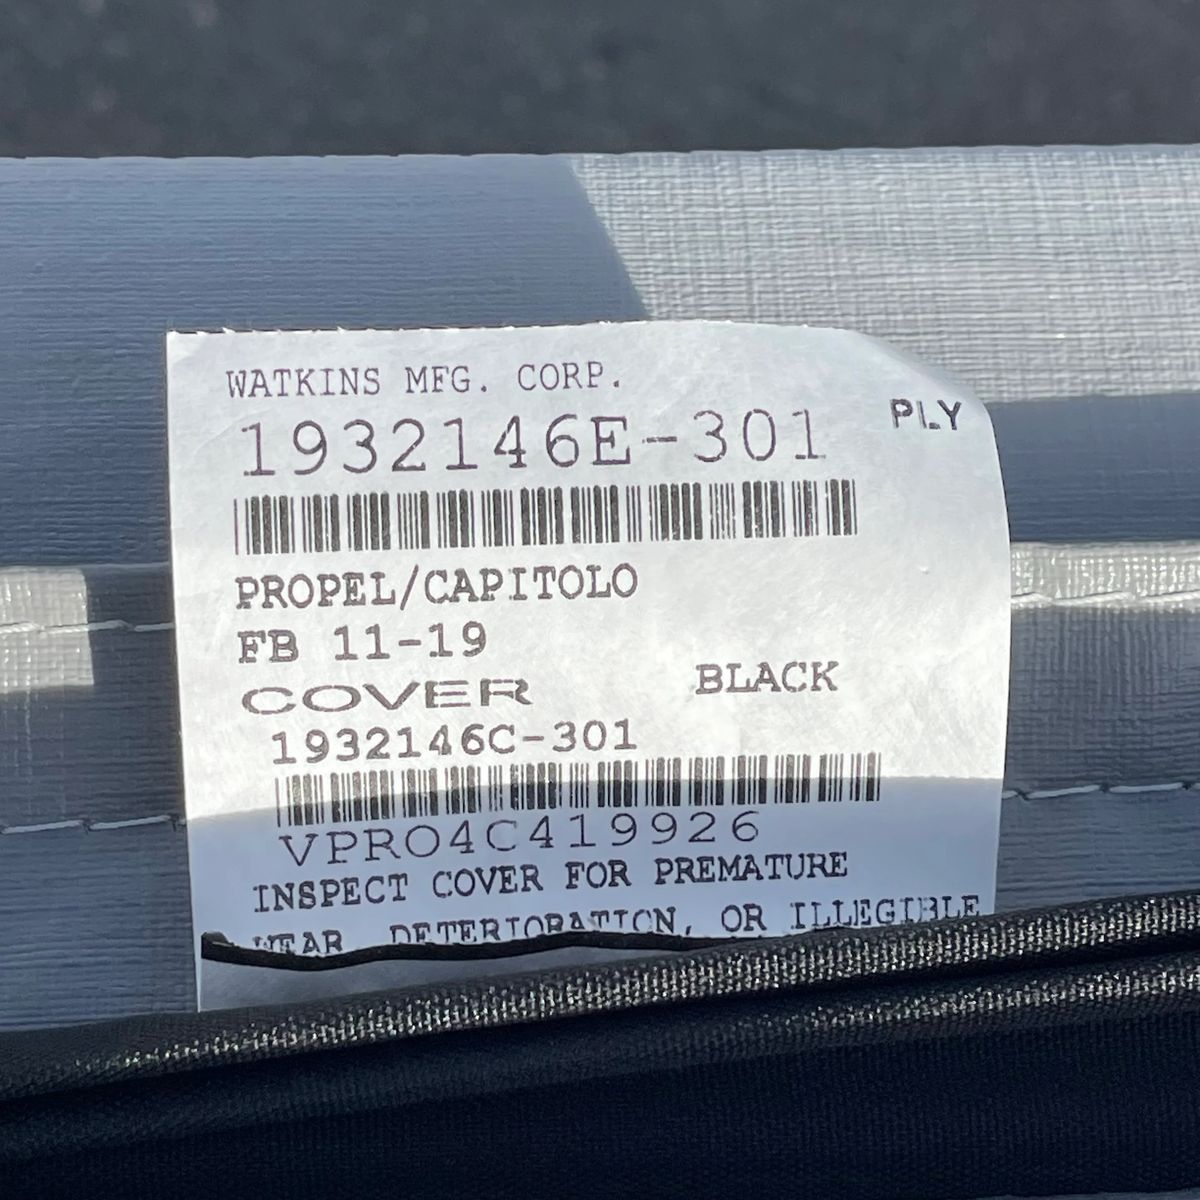 WATKINS MFG. CORP.
1932146E-301
PLY
PROPEL/CAPITOLO
FB 11-19
COVER BLACK
1932146C-301
VPRO4C419926
INSPECT COVER FOR PREMATURE
WEAR DETERIORATION, OR ILLEGIBLE